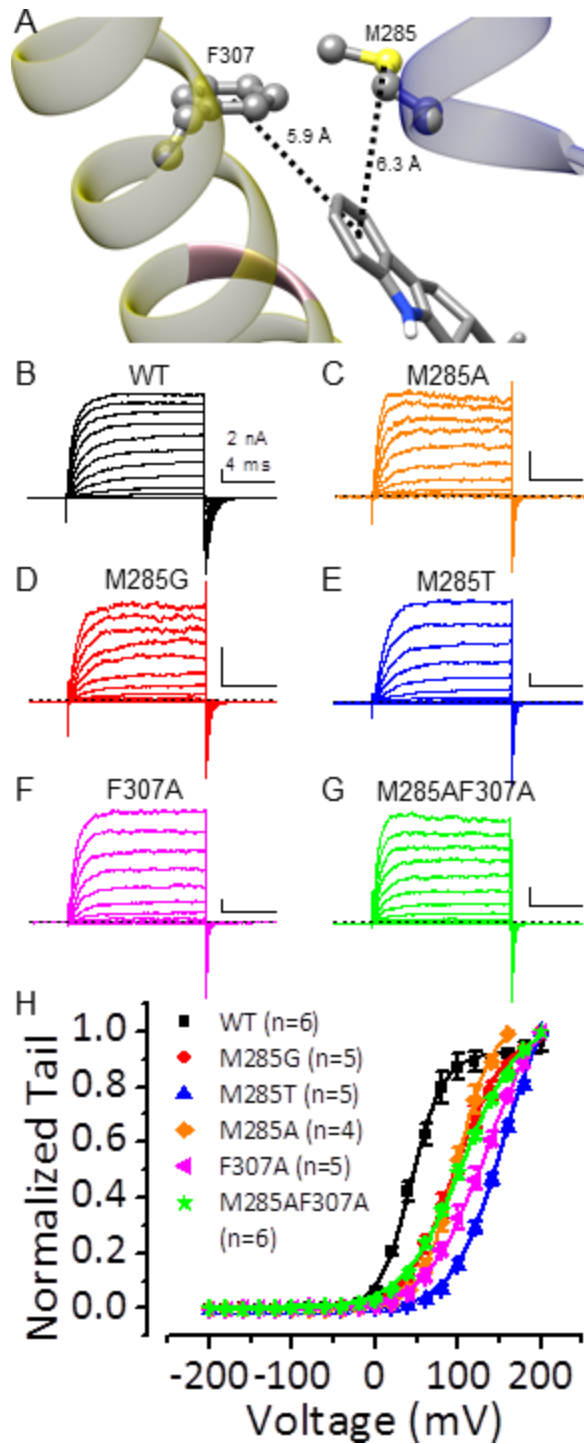 A
F307
M285
5.9 Å
6.3 Å
B
WT
2 nA
4 ms
C
M285A
D
M285G
E
M285T
F
F307A
G
M285AF307A
H
Normalized Tail
1.0
0.8
0.6
0.4
0.2
0.0
WT (n=6)
M285G (n=5)
M285T (n=5)
M285A (n=4)
F307A (n=5)
M285AF307A
(n=6)
-200 -100 0 100 200
Voltage (mV)